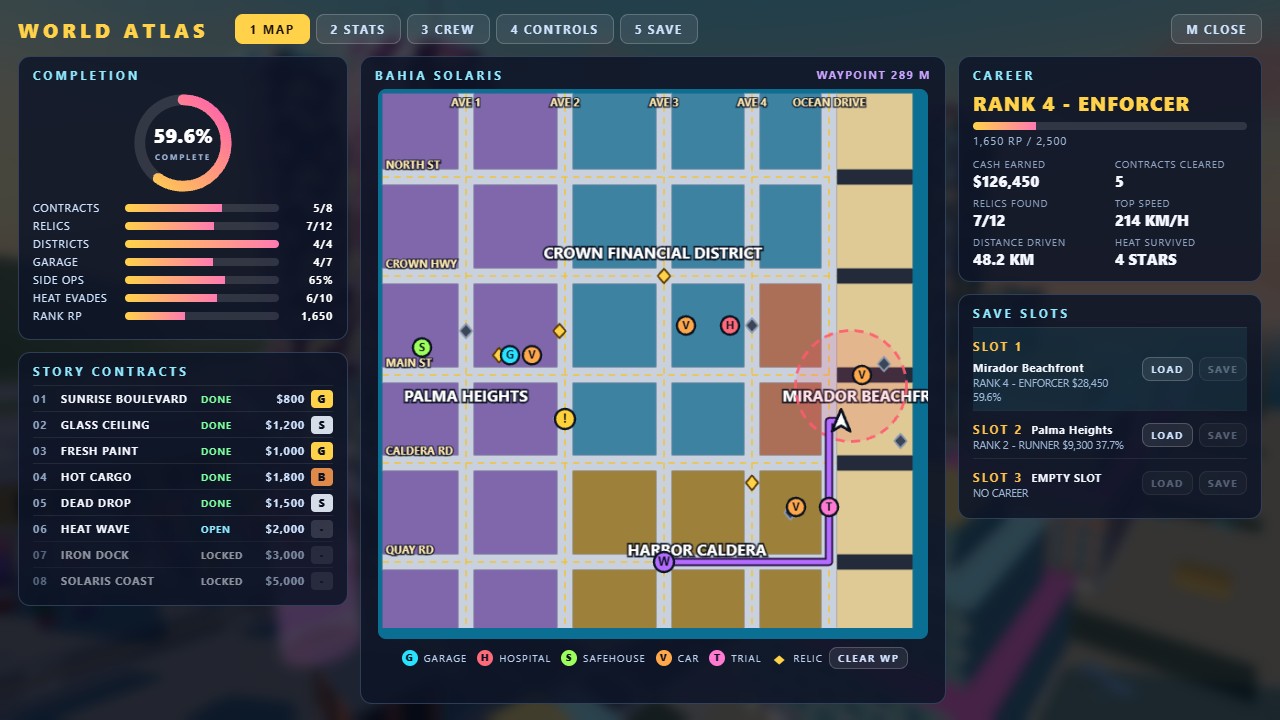 WORLD ATLAS
1 MAP
2 STATS
3 CREW
4 CONTROLS
5 SAVE
M CLOSE
COMPLETION
59.6%
COMPLETE
CONTRACTS 5/8
RELICS 7/12
DISTRICTS 4/4
GARAGE 4/7
SIDE OPS 65%
HEAT EVADES 6/10
RANK RP 1,650
STORY CONTRACTS
01 SUNRISE BOULEVARD DONE $800 G
02 GLASS CEILING DONE $1,200 S
03 FRESH PAINT DONE $1,000 G
04 HOT CARGO DONE $1,800 B
05 DEAD DROP DONE $1,500 S
06 HEAT WAVE OPEN $2,000 -
07 IRON DOCK LOCKED $3,000 -
08 SOLARIS COAST LOCKED $5,000 -
BAHIA SOLARIS
WAYPOINT 289 M
AVE 1 AVE 2 AVE 3 AVE 4 OCEAN DRIVE
NORTH ST
CROWN FINANCIAL DISTRICT
CROWN HWY
V H
S G V
MAIN ST
V
PALMA HEIGHTS
MIRADOR BEACHFR
!
CALDERA RD
V T
QUAY RD
HARBOR CALDERA
W
G GARAGE H HOSPITAL S SAFEHOUSE V CAR T TRIAL RELIC CLEAR WP
CAREER
RANK 4 - ENFORCER
1,650 RP / 2,500
CASH EARNED CONTRACTS CLEARED
$126,450 5
RELICS FOUND TOP SPEED
7/12 214 KM/H
DISTANCE DRIVEN HEAT SURVIVED
48.2 KM 4 STARS
SAVE SLOTS
SLOT 1
Mirador Beachfront
RANK 4 - ENFORCER $28,450
59.6%
LOAD SAVE
SLOT 2 Palma Heights
RANK 2 - RUNNER $9,300 37.7%
LOAD SAVE
SLOT 3 EMPTY SLOT
NO CAREER
LOAD SAVE